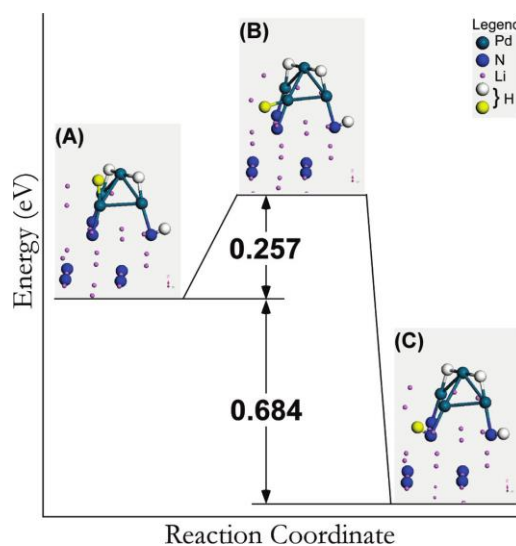 Legend
Pd
N
Li
} H
(B)
(A)
0.257
(C)
0.684
Energy (eV)
Reaction Coordinate